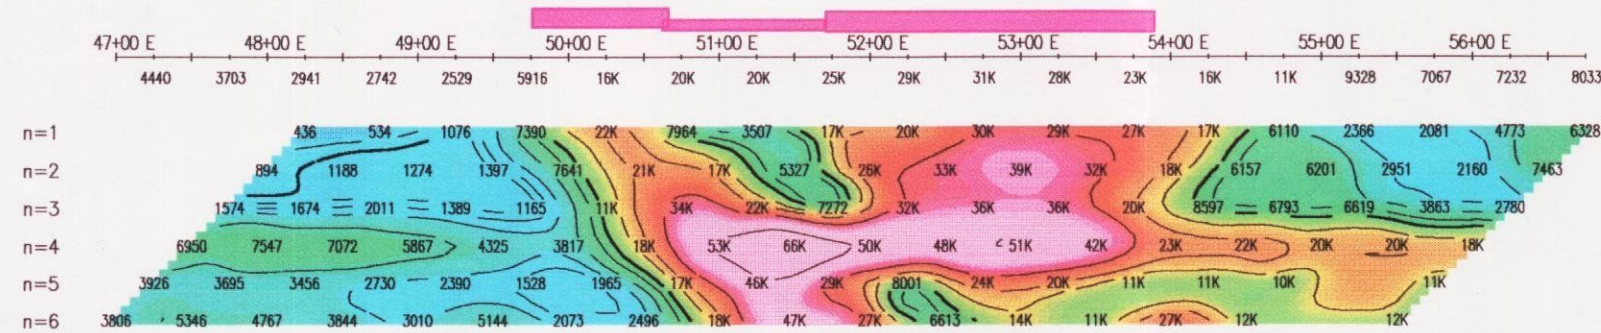 47+00 E 48+00 E 49+00 E 50+00 E 51+00 E 52+00 E 53+00 E 54+00 E 55+00 E 56+00 E
4440 3703 2941 2742 2529 5916 16K 20K 20K 25K 29K 31K 28K 23K 16K 11K 9328 7067 7232 8033
n=1 436 534 1076 7390 22K 7964 3507 17K 20K 30K 29K 27K 17K 6110 2366 2081 4773 6328
n=2 894 1188 1274 1397 7641 21K 17K 5327 26K 33K 39K 32K 18K 6157 6201 2951 2160 7463
n=3 1574 1674 2011 1389 1165 11K 34K 22K 7272 32K 36K 36K 20K 8597 6793 6619 3863 2780
n=4 6950 7547 7072 5867 4325 3817 18K 53K 66K 50K 48K 51K 42K 23K 22K 20K 20K 18K
n=5 3926 3695 3456 2730 2390 1528 1965 17K 46K 29K 8001 24K 20K 11K 11K 10K 11K
n=6 3806 5346 4767 3844 3010 5144 2073 2496 18K 47K 27K 6613 14K 11K 27K 12K 12K